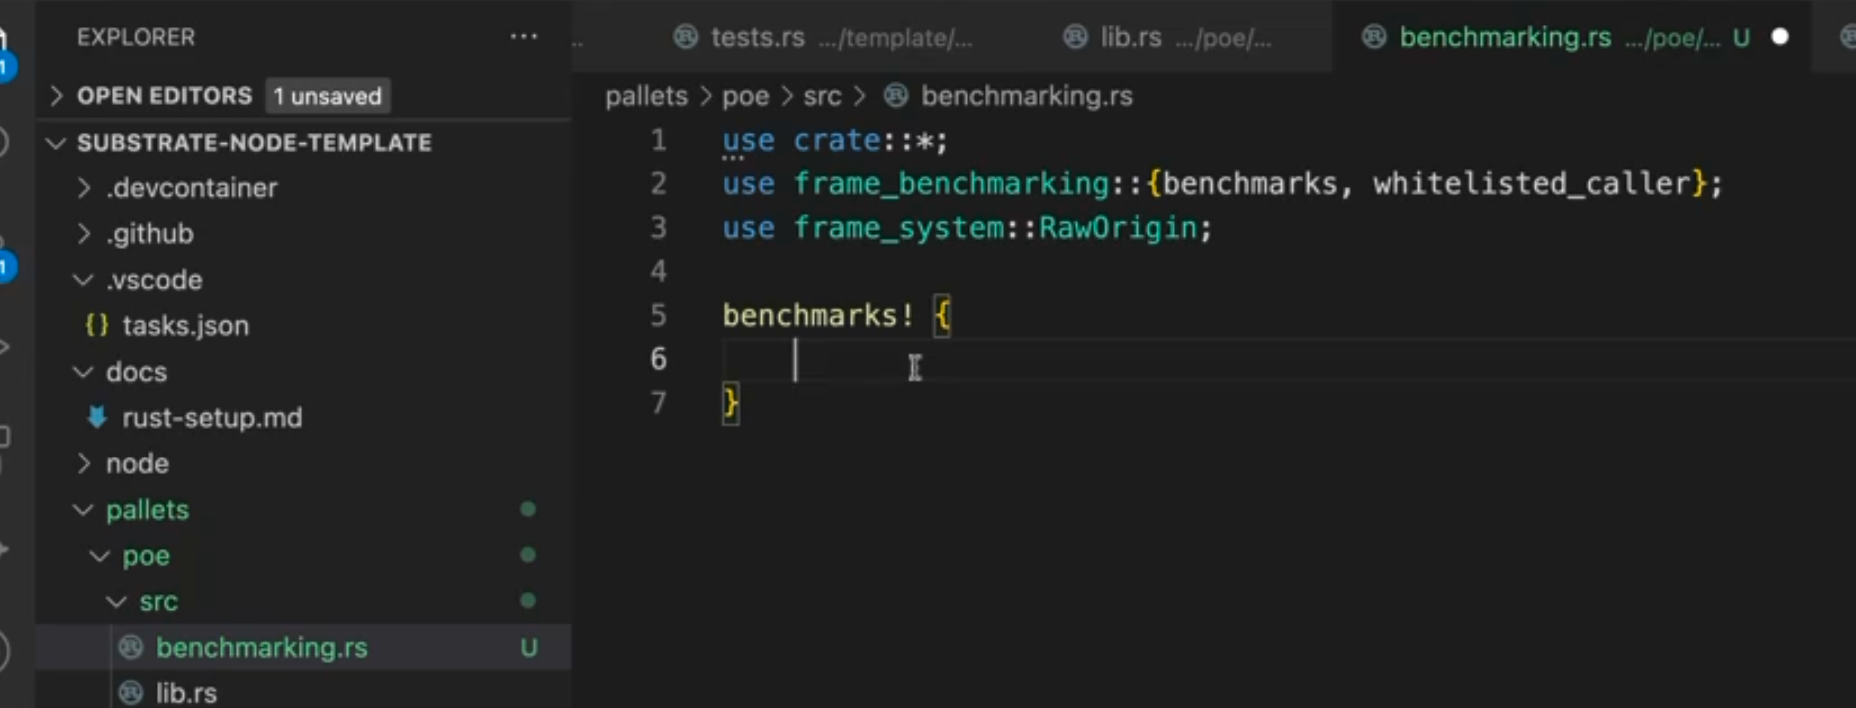 EXPLORER ...
OPEN EDITORS 1 unsaved
SUBSTRATE-NODE-TEMPLATE
.devcontainer
.github
.vscode
{} tasks.json
docs
rust-setup.md
node
pallets
poe
src
benchmarking.rs U
lib.rs
1
1
... tests.rs .../template/... lib.rs .../poe/... benchmarking.rs .../poe/... U
pallets > poe > src > benchmarking.rs
1 use crate::*;
2 use frame_benchmarking::{benchmarks, whitelisted_caller};
3 use frame_system::RawOrigin;
4
5 benchmarks! {
6
7 }